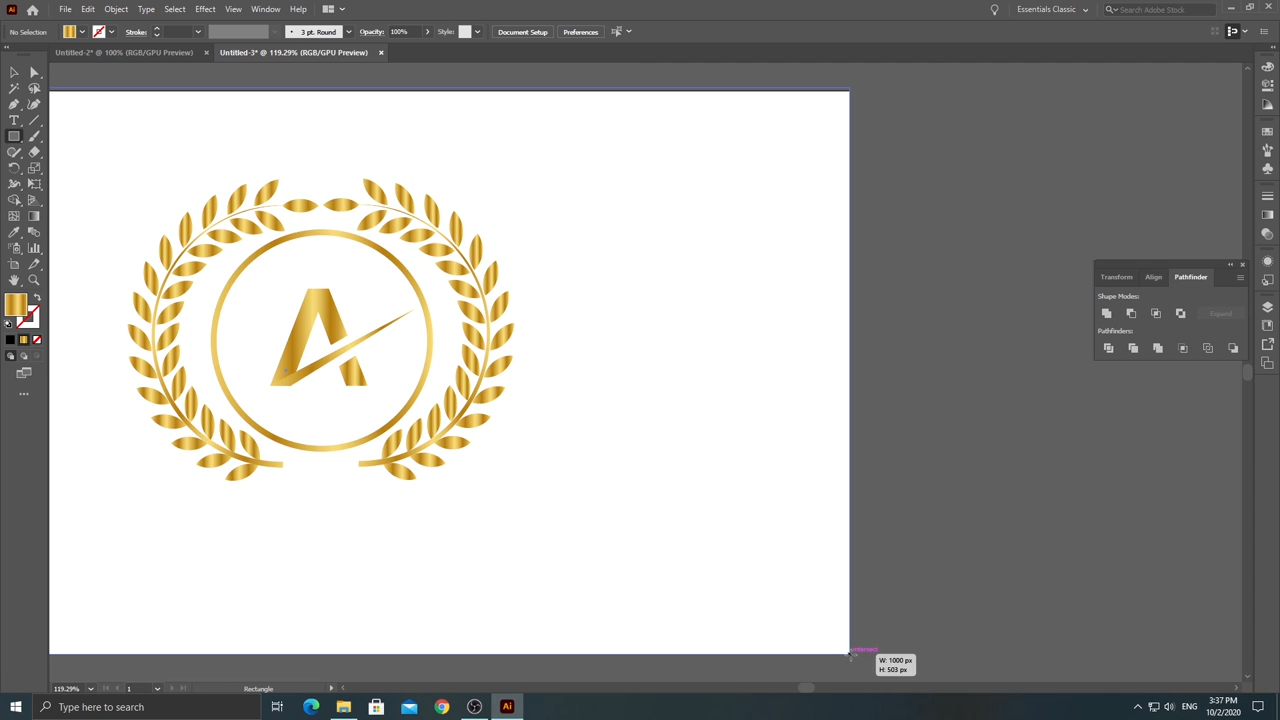 Ai File Edit Object Type Select Effect View Window Help Essentials Classic Search Adobe Stock
No Selection Stroke: 3 pt. Round Opacity: 100% Style: Document Setup Preferences
Untitled-2* @ 100% (RGB/GPU Preview) × Untitled-3* @ 119.29% (RGB/GPU Preview) ×
A
Transform Align Pathfinder
Shape Modes:
Expand
Pathfinders:
intersect
W: 1000 px
H: 503 px
119.29% 1 Rectangle
Type here to search Ai ENG 3:37 PM
10/2/2020